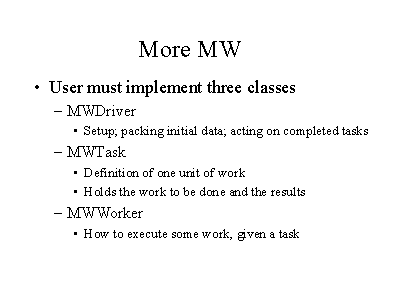 More MW
• User must implement three classes
– MWDriver
• Setup; packing initial data; acting on completed tasks
– MWTask
• Definition of one unit of work
• Holds the work to be done and the results
– MWWorker
• How to execute some work, given a task